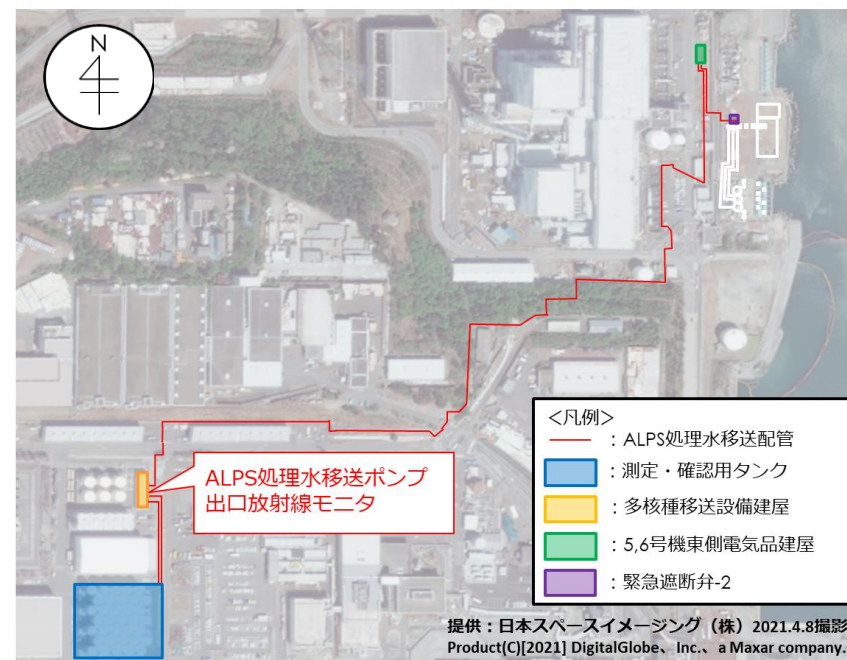 N
ALPS処理水移送ポンプ
出口放射線モニタ
<凡例>
：ALPS処理水移送配管
：測定・確認用タンク
：多核種移送設備建屋
：5,6号機東側電気品建屋
：緊急遮断弁-2
提供：日本スペースイメージング（株）2021.4.8撮影
Product(C)[2021] DigitalGlobe、Inc.、a Maxar company.